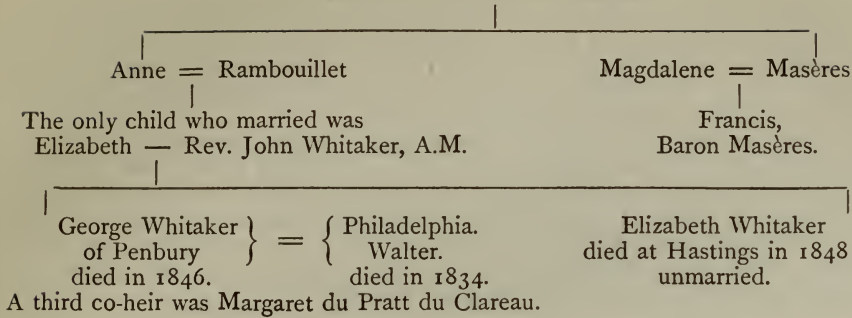 Anne = Rambouillet Magdalene = Masères
The only child who married was Francis,
Elizabeth — Rev. John Whitaker, A.M. Baron Masères.
George Whitaker } = { Philadelphia. Elizabeth Whitaker
of Penbury Walter. died at Hastings in 1848
died in 1846. died in 1834. unmarried.
A third co-heir was Margaret du Pratt du Clareau.